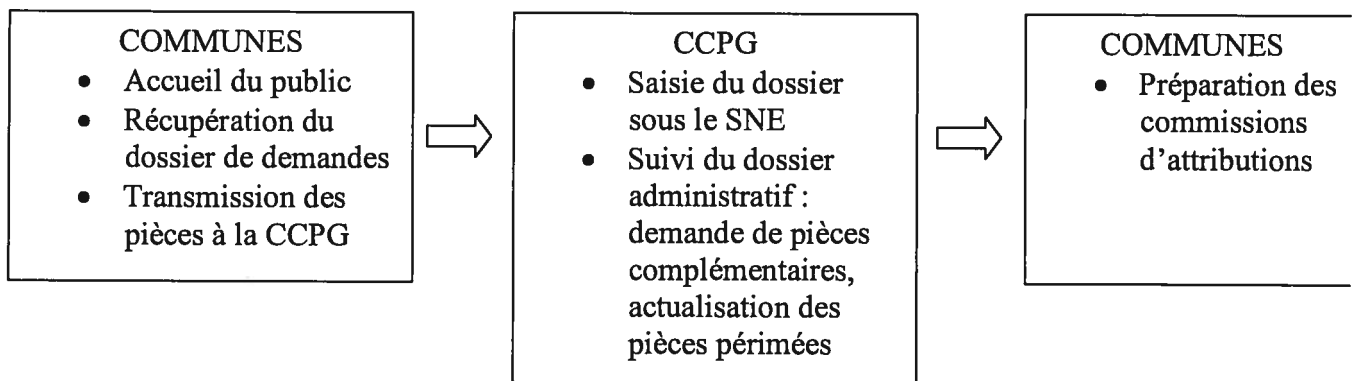 COMMUNES
• Accueil du public
• Récupération du
dossier de demandes
• Transmission des
pièces à la CCPG
CCPG
• Saisie du dossier
sous le SNE
• Suivi du dossier
administratif :
demande de pièces
complémentaires,
actualisation des
pièces périmées
COMMUNES
• Préparation des
commissions
d'attributions